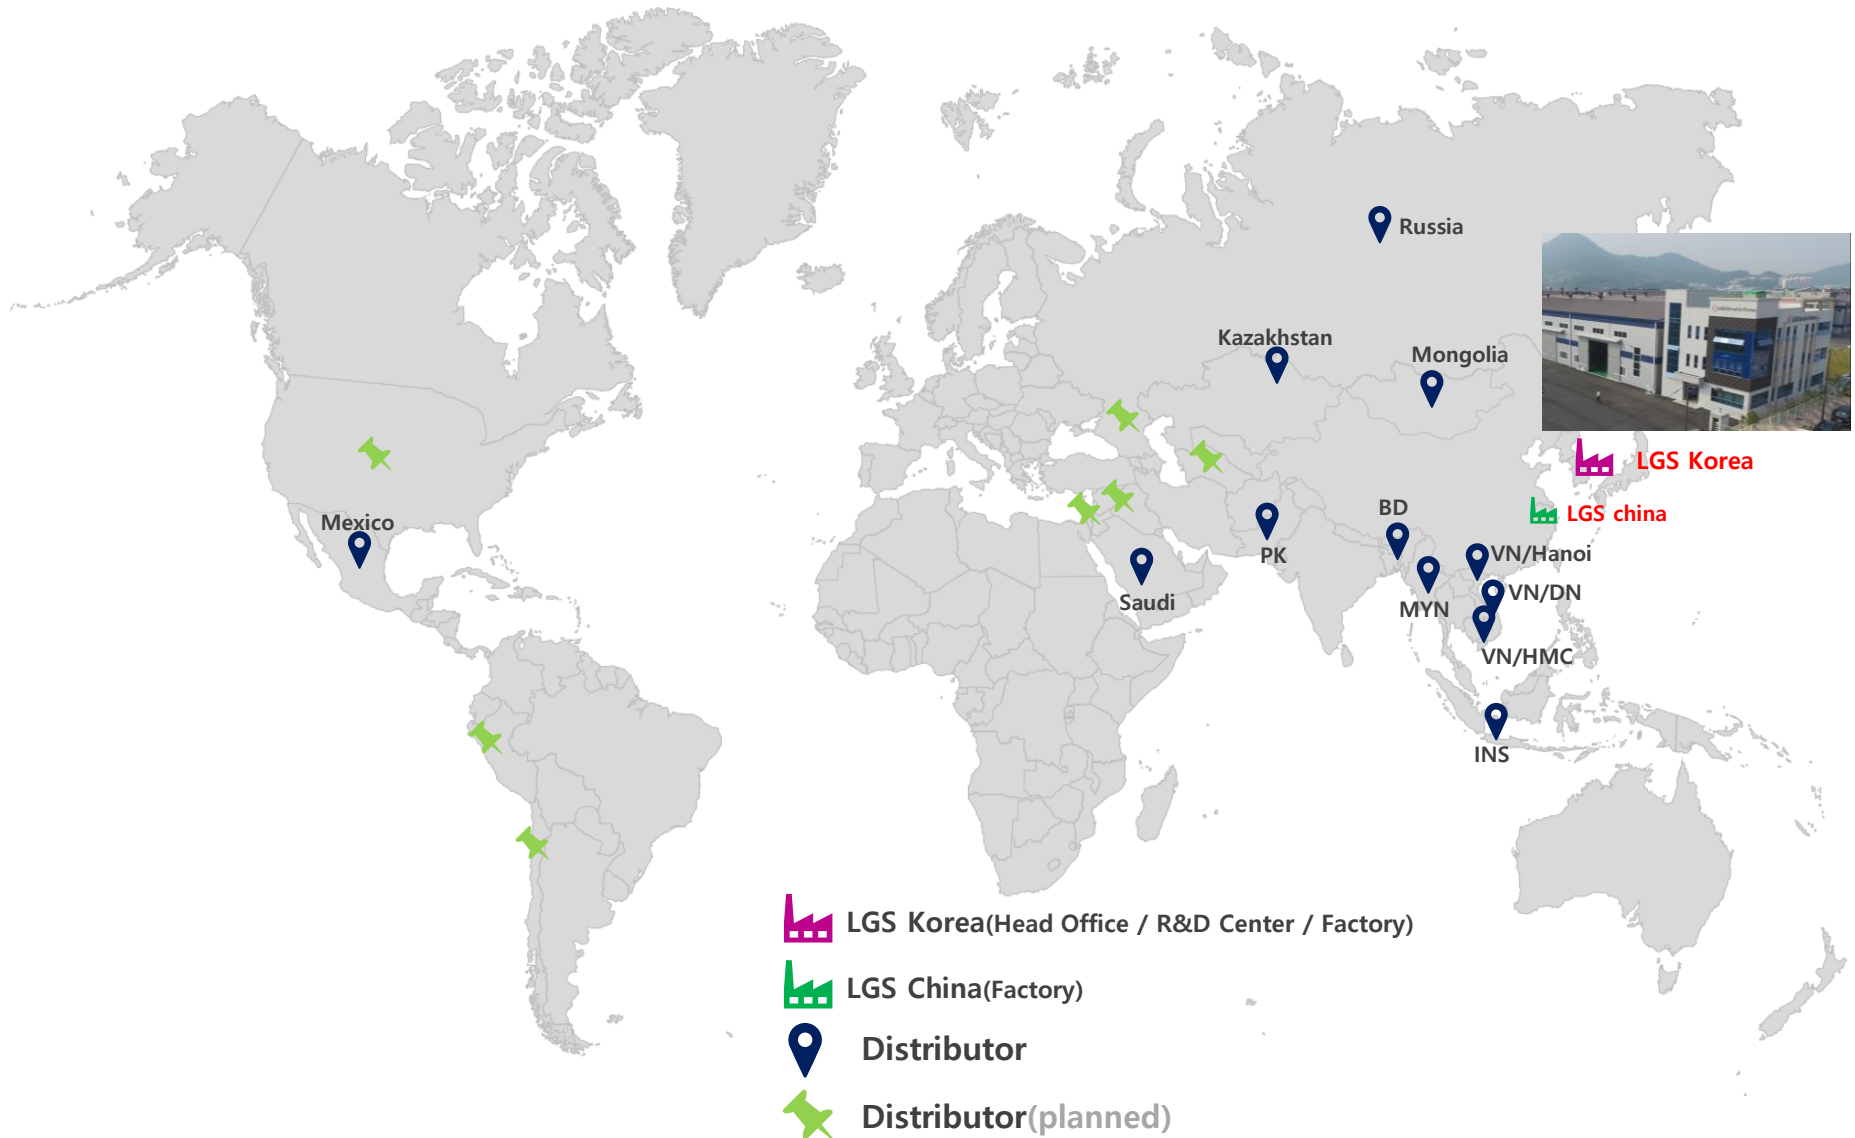 Russia
Kazakhstan
Mongolia
LGS Korea
Mexico
BD
LGS china
PK
VN/Hanoi
Saudi
MYN
VN/DN
VN/HMC
INS
LGS Korea(Head Office / R&D Center / Factory)
LGS China(Factory)
Distributor
Distributor(planned)